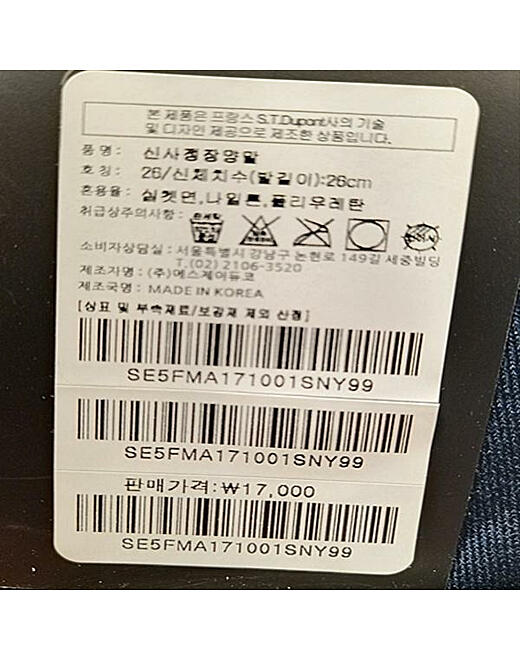 본 제품은 프랑스 S.T.Dupont사의 기술
및 디자인 제공으로 제조한 상품입니다.
품명: 신사정장양말
호칭: 26/신체치수(발길이):26cm
혼용율: 실켓면,나일론,폴리우레탄
취급상주의사항:
소비자상담실: 서울특별시 강남구 논현로 149길 세중빌딩
T.(02) 2106-3520
제조자명: (주)에스제이듀코
제조국명: MADE IN KOREA
[상표 및 부속재료/보강재 제외 산정]
SE5FMA171001SNY99
SE5FMA171001SNY99
판매가격:₩17,000
SE5FMA171001SNY99